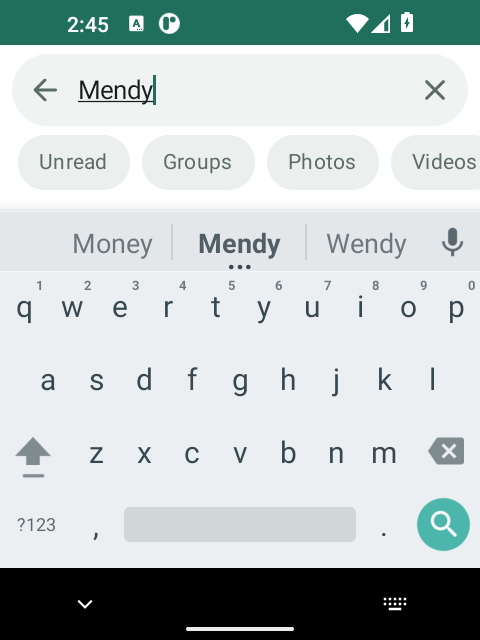 2:45 A
Mendy
Unread Groups Photos Videos
Money Mendy Wendy
1 2 3 4 5 6 7 8 9 0
q w e r t y u i o p
a s d f g h j k l
z x c v b n m
?123 , .